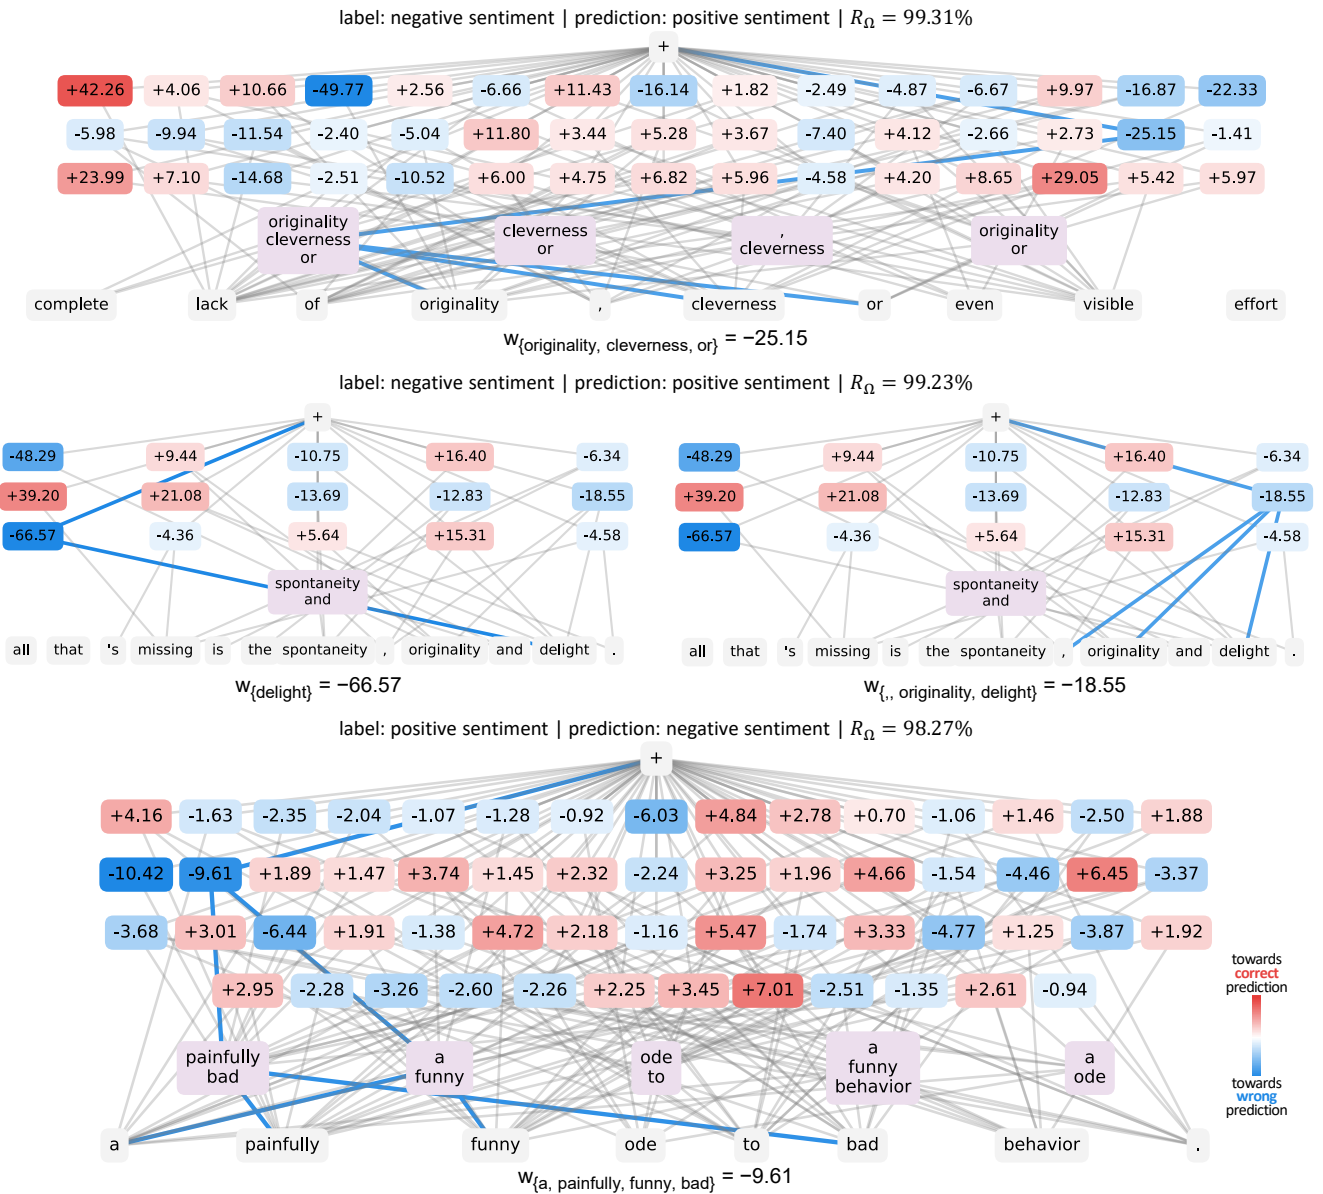 label: negative sentiment | prediction: positive sentiment | R_Ω = 99.31%
+
+42.26 +4.06 +10.66 -49.77 +2.56 -6.66 +11.43 -16.14 +1.82 -2.49 -4.87 -6.67 +9.97 -16.87 -22.33
-5.98 -9.94 -11.54 -2.40 -5.04 +11.80 +3.44 +5.28 +3.67 -7.40 +4.12 -2.66 +2.73 -25.15 -1.41
+23.99 +7.10 -14.68 -2.51 -10.52 +6.00 +4.75 +6.82 +5.96 -4.58 +4.20 +8.65 +29.05 +5.42 +5.97
originality
cleverness
or
cleverness
or
,
cleverness
originality
or
complete lack of originality , cleverness or even visible effort
w{originality, cleverness, or} = −25.15
label: negative sentiment | prediction: positive sentiment | R_Ω = 99.23%
+
-48.29 +9.44 -10.75 +16.40 -6.34
+39.20 +21.08 -13.69 -12.83 -18.55
-66.57 -4.36 +5.64 +15.31 -4.58
spontaneity
and
all that 's missing is the spontaneity , originality and delight .
w{delight} = −66.57
+
-48.29 +9.44 -10.75 +16.40 -6.34
+39.20 +21.08 -13.69 -12.83 -18.55
-66.57 -4.36 +5.64 +15.31 -4.58
spontaneity
and
all that 's missing is the spontaneity , originality and delight .
w{,, originality, delight} = −18.55
label: positive sentiment | prediction: negative sentiment | R_Ω = 98.27%
+
+4.16 -1.63 -2.35 -2.04 -1.07 -1.28 -0.92 -6.03 +4.84 +2.78 +0.70 -1.06 +1.46 -2.50 +1.88
-10.42 -9.61 +1.89 +1.47 +3.74 +1.45 +2.32 -2.24 +3.25 +1.96 +4.66 -1.54 -4.46 +6.45 -3.37
-3.68 +3.01 -6.44 +1.91 -1.38 +4.72 +2.18 -1.16 +5.47 -1.74 +3.33 -4.77 +1.25 -3.87 +1.92
+2.95 -2.28 -3.26 -2.60 -2.26 +2.25 +3.45 +7.01 -2.51 -1.35 +2.61 -0.94
painfully
bad
a
funny
ode
to
a
funny
behavior
a
ode
a painfully funny ode to bad behavior .
w{a, painfully, funny, bad} = −9.61
towards
correct
prediction
towards
wrong
prediction